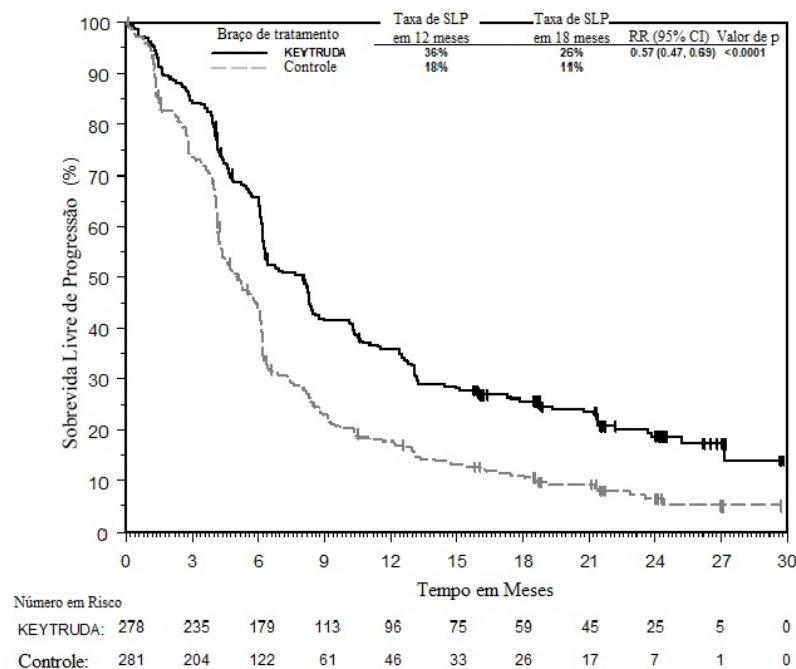 Braço de tratamento Taxa de SLP em 12 meses Taxa de SLP em 18 meses RR (95% CI) Valor de p
KEYTRUDA 36% 26% 0.57 (0.47, 0.69) <0.0001
Controle 18% 11%
Sobrevida Livre de Progressão (%)
100
90
80
70
60
50
40
30
20
10
0
0 3 6 9 12 15 18 21 24 27 30
Tempo em Meses
Número em Risco
KEYTRUDA: 278 235 179 113 96 75 59 45 25 5 0
Controle: 281 204 122 61 46 33 26 17 7 1 0